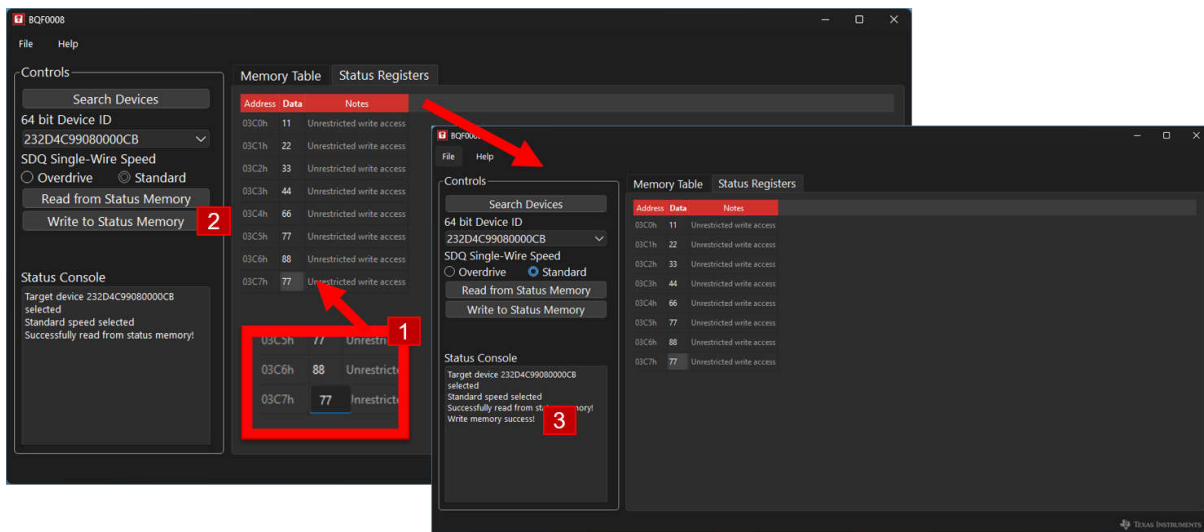 BQF0008
File Help
Controls
Search Devices
64 bit Device ID
232D4C99080000CB
SDQ Single-Wire Speed
Overdrive Standard
Read from Status Memory
Write to Status Memory
2
Status Console
Target device 232D4C99080000CB
selected
Standard speed selected
Successfully read from status memory!
Memory Table Status Registers
Address Data Notes
03C0h 11 Unrestricted write access
03C1h 22 Unrestricted write access
03C2h 33 Unrestricted write access
03C3h 44 Unrestricted write access
03C4h 66 Unrestricted write access
03C5h 77 Unrestricted write access
03C6h 88 Unrestricted write access
03C7h 77 Unrestricted write access
1
03C5h 77
03C6h 88 Unrestricte
03C7h 77
File Help
Controls
Search Devices
64 bit Device ID
232D4C99080000CB
SDQ Single-Wire Speed
Overdrive Standard
Read from Status Memory
Write to Status Memory
Status Console
Target device 232D4C99080000CB
selected
Standard speed selected
Successfully read from
Write memory success!
3
Memory Table Status Registers
Address Data Notes
03C0h 11 Unrestricted write access
03C1h 22 Unrestricted write access
03C2h 33 Unrestricted write access
03C3h 44 Unrestricted write access
03C4h 66 Unrestricted write access
03C5h 77 Unrestricted write access
03C6h 88 Unrestricted write access
03C7h 77 Unrestricted write access
TEXAS INSTRUMENTS